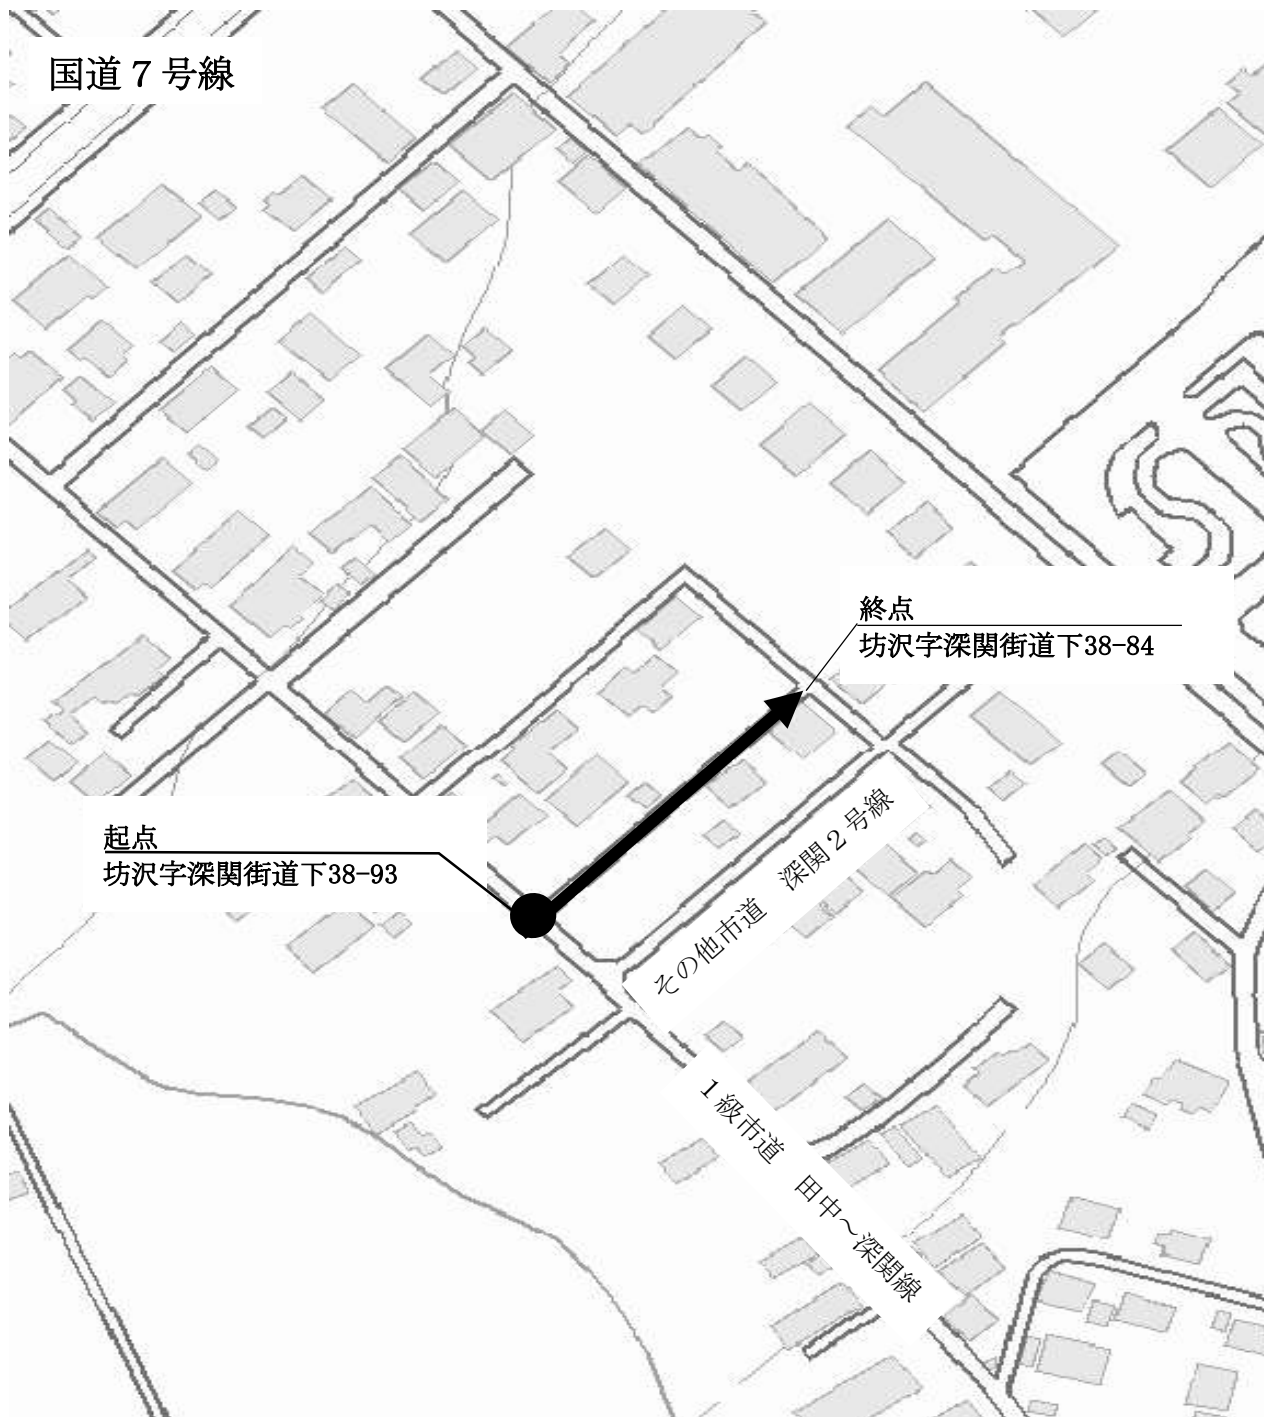 国道７号線
終点
坊沢字深関街道下38-84
起点
坊沢字深関街道下38-93
その他市道　深関２号線
１級市道　田中～深関線